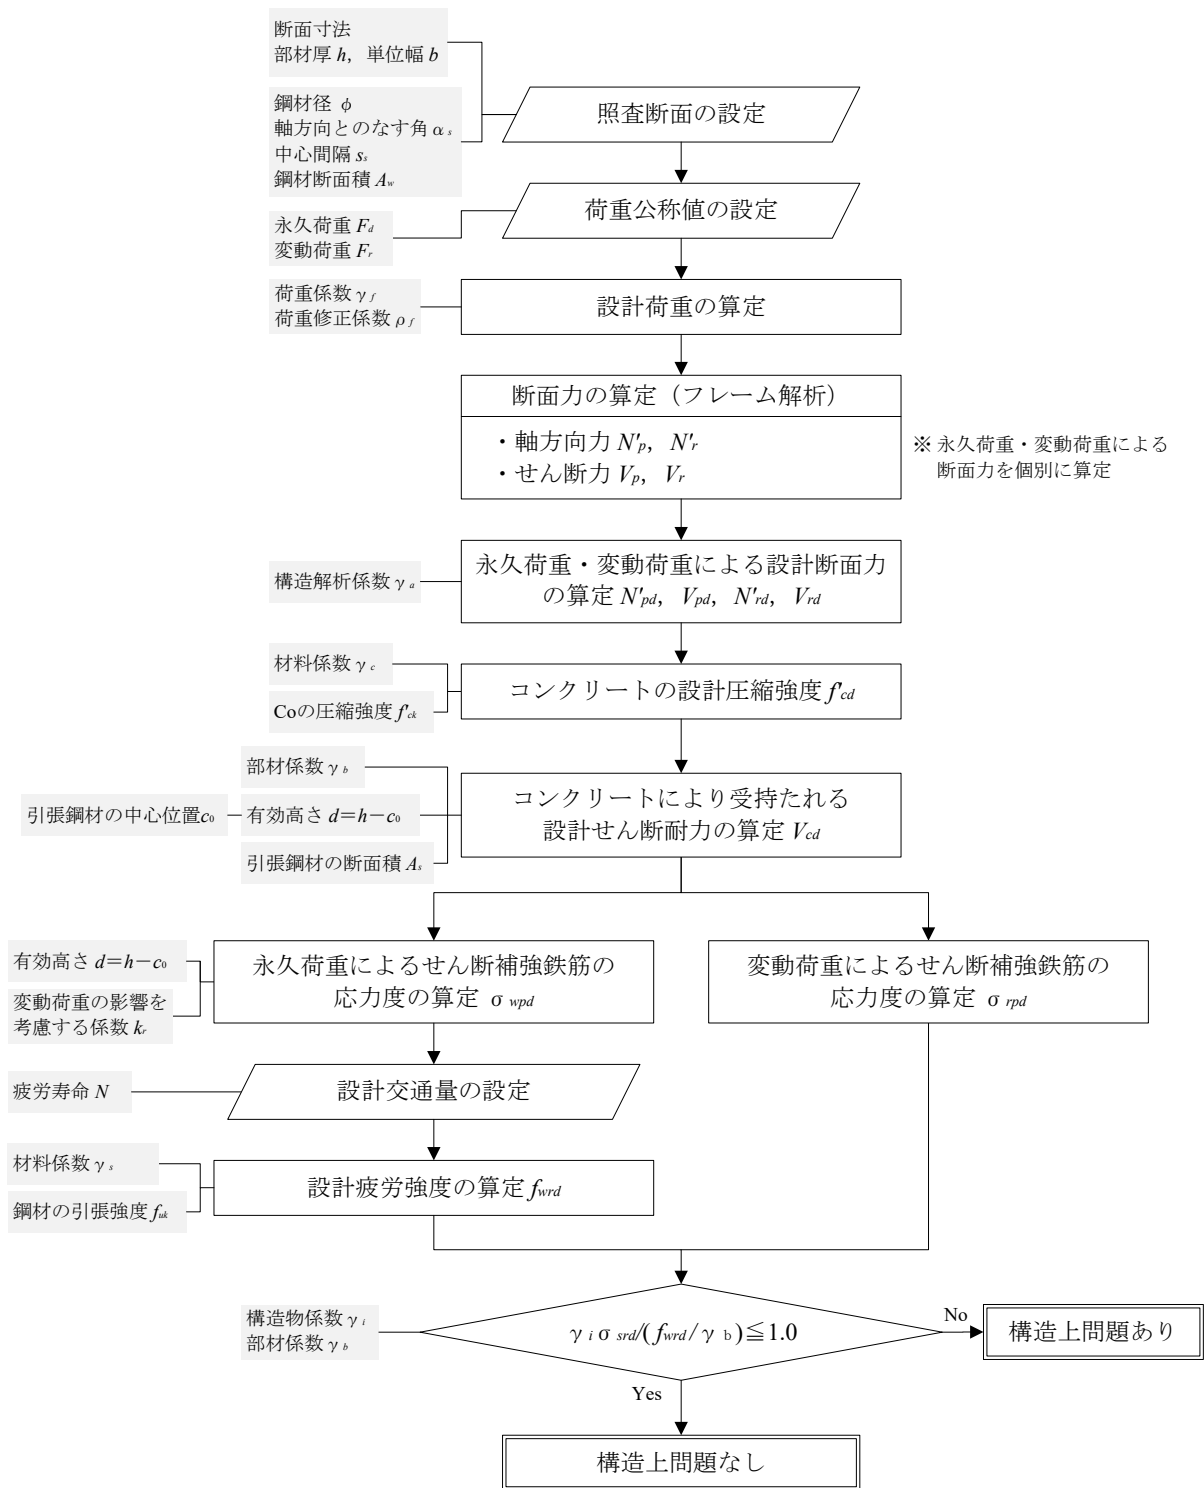 断面寸法
部材厚 h，単位幅 b
鋼材径 φ
軸方向とのなす角 αs
中心間隔 ss
鋼材断面積 Aw
照査断面の設定
荷重公称値の設定
永久荷重 Fd
変動荷重 Fr
荷重係数 γf
荷重修正係数 ρf
設計荷重の算定
断面力の算定（フレーム解析）
・軸方向力 N'p，N'r
・せん断力 Vp，Vr
※ 永久荷重・変動荷重による
断面力を個別に算定
構造解析係数 γa
永久荷重・変動荷重による設計断面力
の算定 N'pd，Vpd，N'rd，Vrd
材料係数 γc
Coの圧縮強度 f'ck
コンクリートの設計圧縮強度 f'cd
部材係数 γb
引張鋼材の中心位置c0
有効高さ d＝h－c0
引張鋼材の断面積 As
コンクリートにより受持たれる
設計せん断耐力の算定 Vcd
有効高さ d＝h－c0
変動荷重の影響を
考慮する係数 kr
永久荷重によるせん断補強鉄筋の
応力度の算定 σwpd
変動荷重によるせん断補強鉄筋の
応力度の算定 σrpd
疲労寿命 N
設計交通量の設定
材料係数 γs
鋼材の引張強度 fuk
設計疲労強度の算定 fwrd
構造物係数 γi
部材係数 γb
γi σsrd/(fwrd/γb)≦1.0
No
構造上問題あり
Yes
構造上問題なし